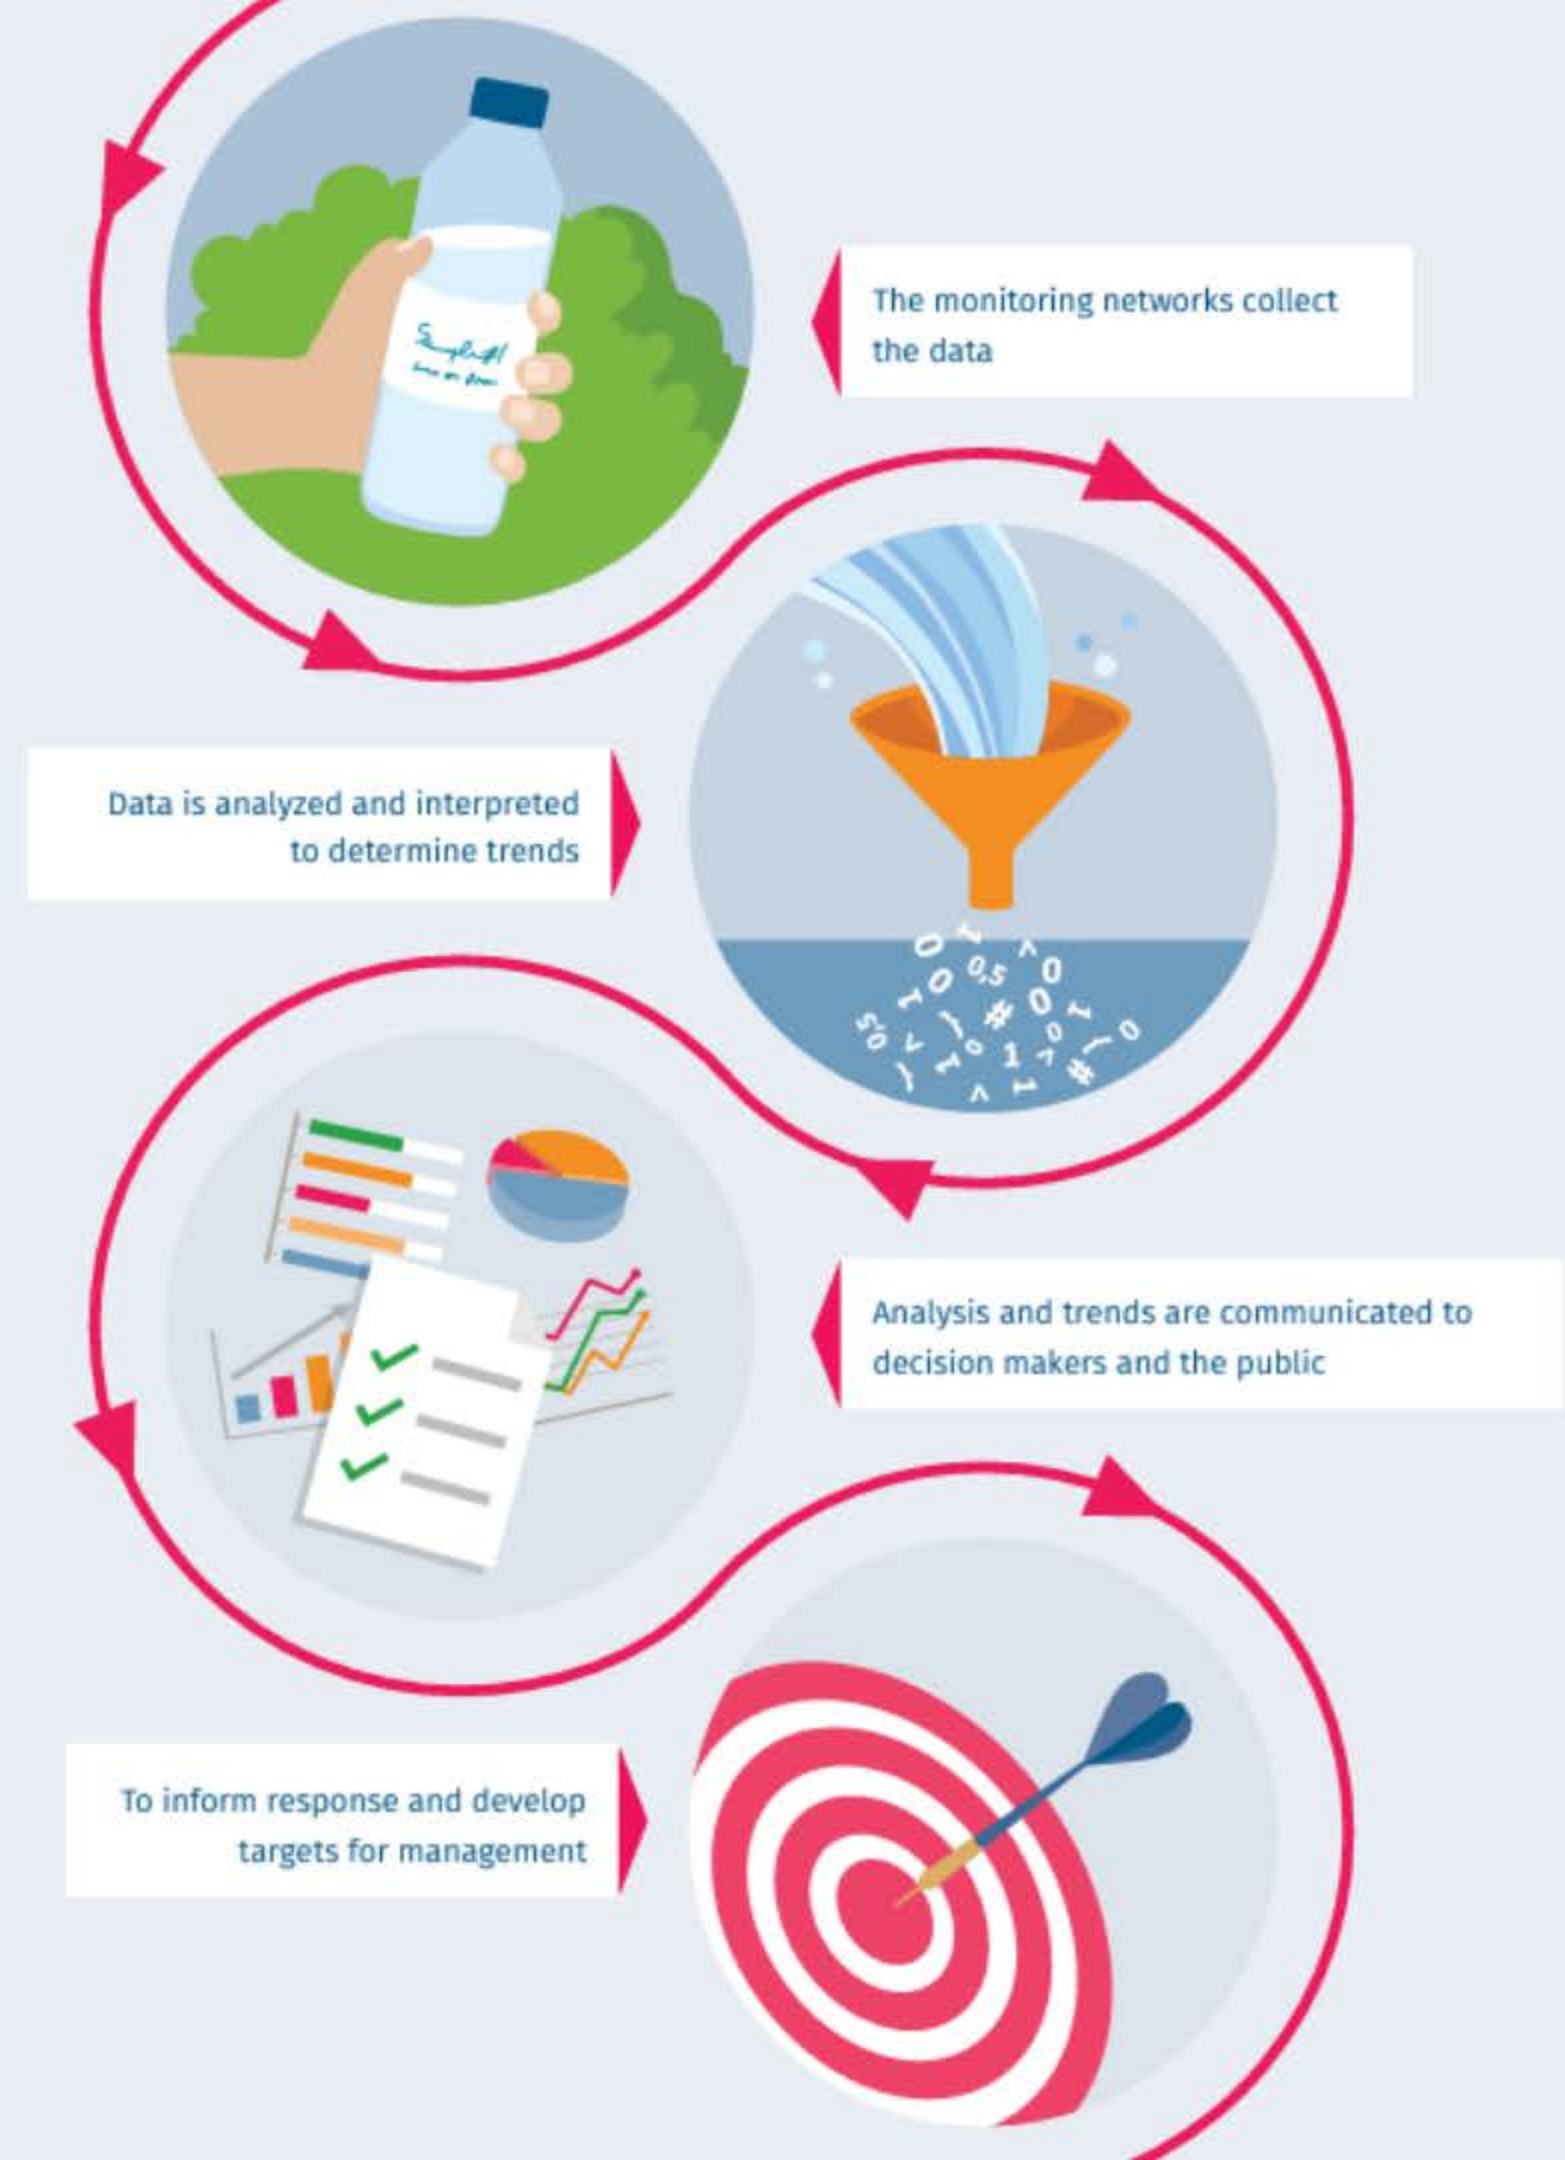 The monitoring networks collect
the data
Data is analyzed and interpreted
to determine trends
Analysis and trends are communicated to
decision makers and the public
To inform response and develop
targets for management